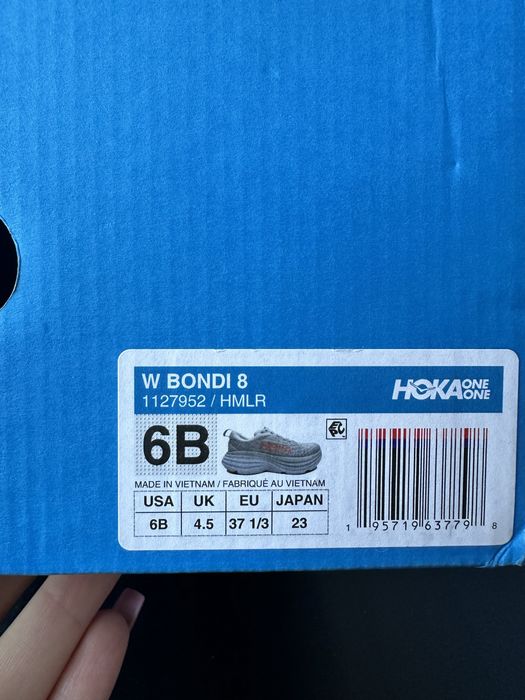 W BONDI 8
1127952 / HMLR
HOKA ONE ONE
6B
MADE IN VIETNAM / FABRIQUÉ AU VIETNAM
USA UK EU JAPAN
6B 4.5 37 1/3 23
1 95719 63779 8